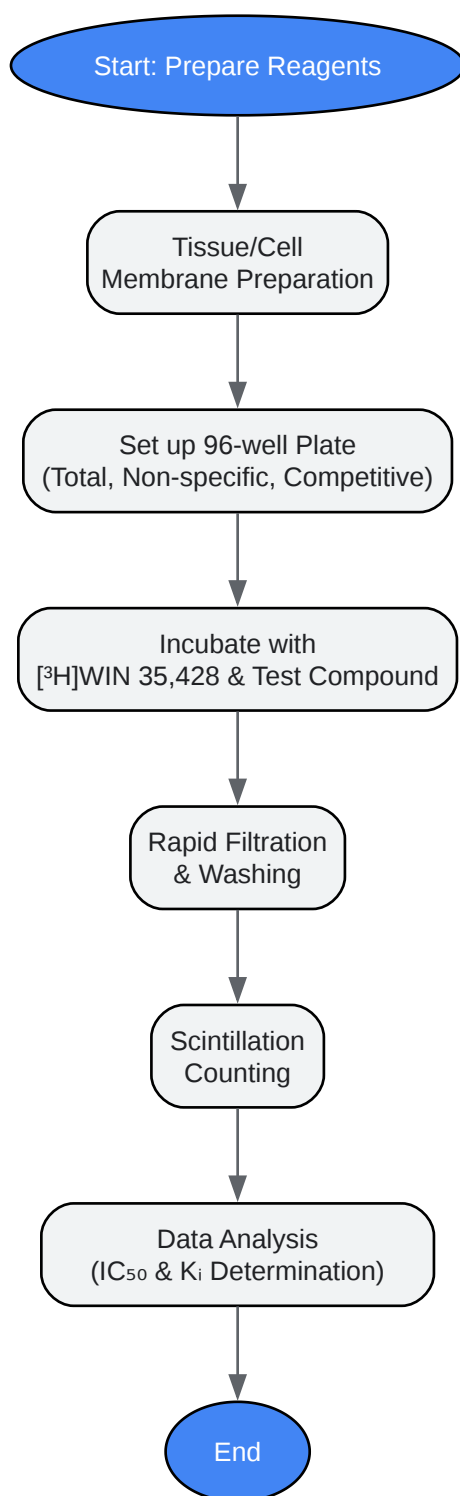 Start: Prepare Reagents
Tissue/Cell
Membrane Preparation
Set up 96-well Plate
(Total, Non-specific, Competitive)
Incubate with
[³H]WIN 35,428 & Test Compound
Rapid Filtration
& Washing
Scintillation
Counting
Data Analysis
(IC₅₀ & Kᵢ Determination)
End